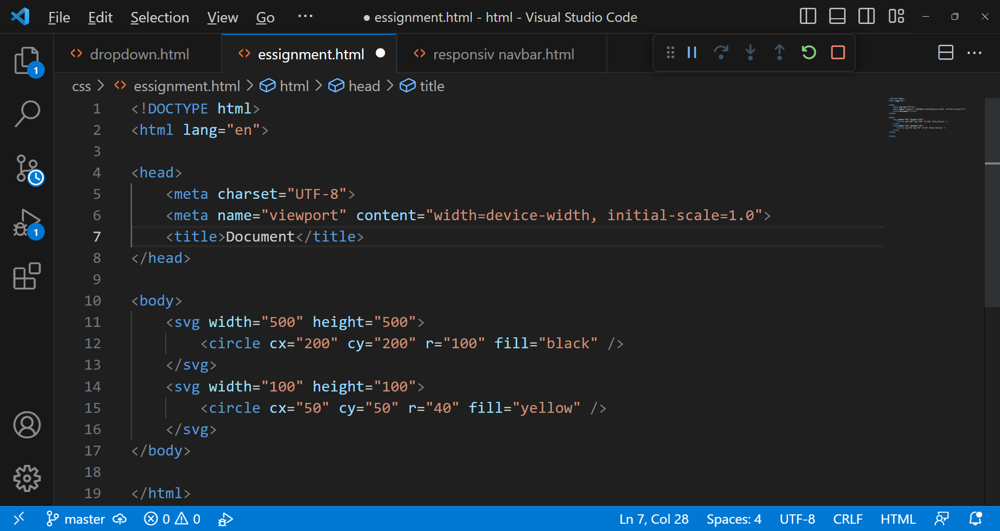 File Edit Selection View Go ··· ● essignment.html - html - Visual Studio Code
dropdown.html essignment.html ● responsiv navbar.html
css > essignment.html > html > head > title
1 <!DOCTYPE html>
2 <html lang="en">
3
4 <head>
5     <meta charset="UTF-8">
6     <meta name="viewport" content="width=device-width, initial-scale=1.0">
7     <title>Document</title>
8 </head>
9
10 <body>
11     <svg width="500" height="500">
12         <circle cx="200" cy="200" r="100" fill="black" />
13     </svg>
14     <svg width="100" height="100">
15         <circle cx="50" cy="50" r="40" fill="yellow" />
16     </svg>
17 </body>
18
19 </html>
1
1
master 0 0 Ln 7, Col 28 Spaces: 4 UTF-8 CRLF HTML